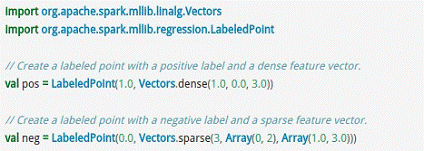 import org.apache.spark.mllib.linalg.Vectors
import org.apache.spark.mllib.regression.LabeledPoint
// Create a labeled point with a positive label and a dense feature vector.
val pos = LabeledPoint(1.0, Vectors.dense(1.0, 0.0, 3.0))
// Create a labeled point with a negative label and a sparse feature vector.
val neg = LabeledPoint(0.0, Vectors.sparse(3, Array(0, 2), Array(1.0, 3.0)))